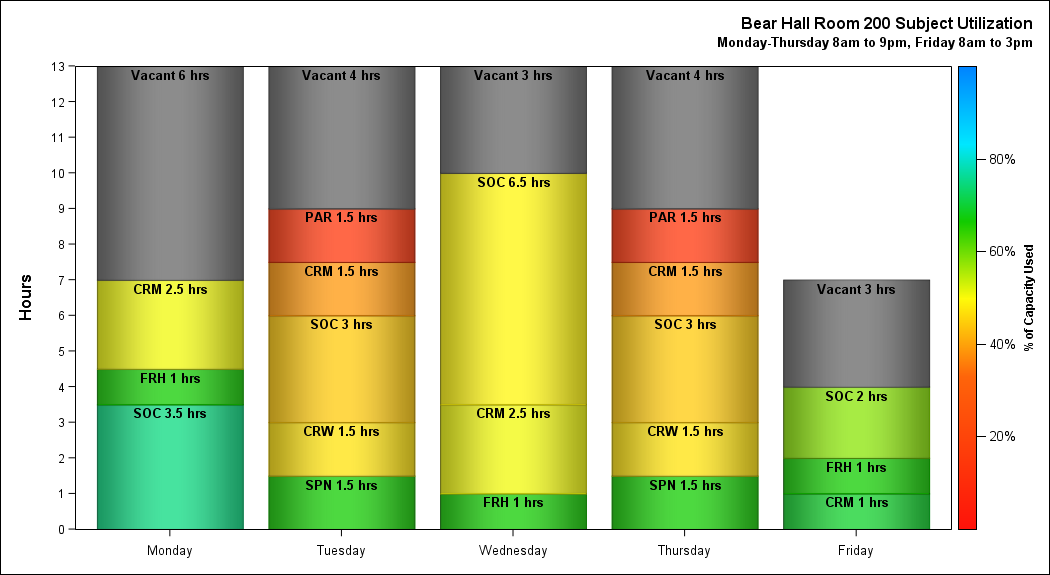 Bear Hall Room 200 Subject Utilization
Monday-Thursday 8am to 9pm, Friday 8am to 3pm
Hours
13
12
11
10
9
8
7
6
5
4
3
2
1
0
Vacant 6 hrs
CRM 2.5 hrs
FRH 1 hrs
SOC 3.5 hrs
Monday
Vacant 4 hrs
PAR 1.5 hrs
CRM 1.5 hrs
SOC 3 hrs
CRW 1.5 hrs
SPN 1.5 hrs
Tuesday
Vacant 3 hrs
SOC 6.5 hrs
CRM 2.5 hrs
FRH 1 hrs
Wednesday
Vacant 4 hrs
PAR 1.5 hrs
CRM 1.5 hrs
SOC 3 hrs
CRW 1.5 hrs
SPN 1.5 hrs
Thursday
Vacant 3 hrs
SOC 2 hrs
FRH 1 hrs
CRM 1 hrs
Friday
80%
60%
40%
20%
% of Capacity Used